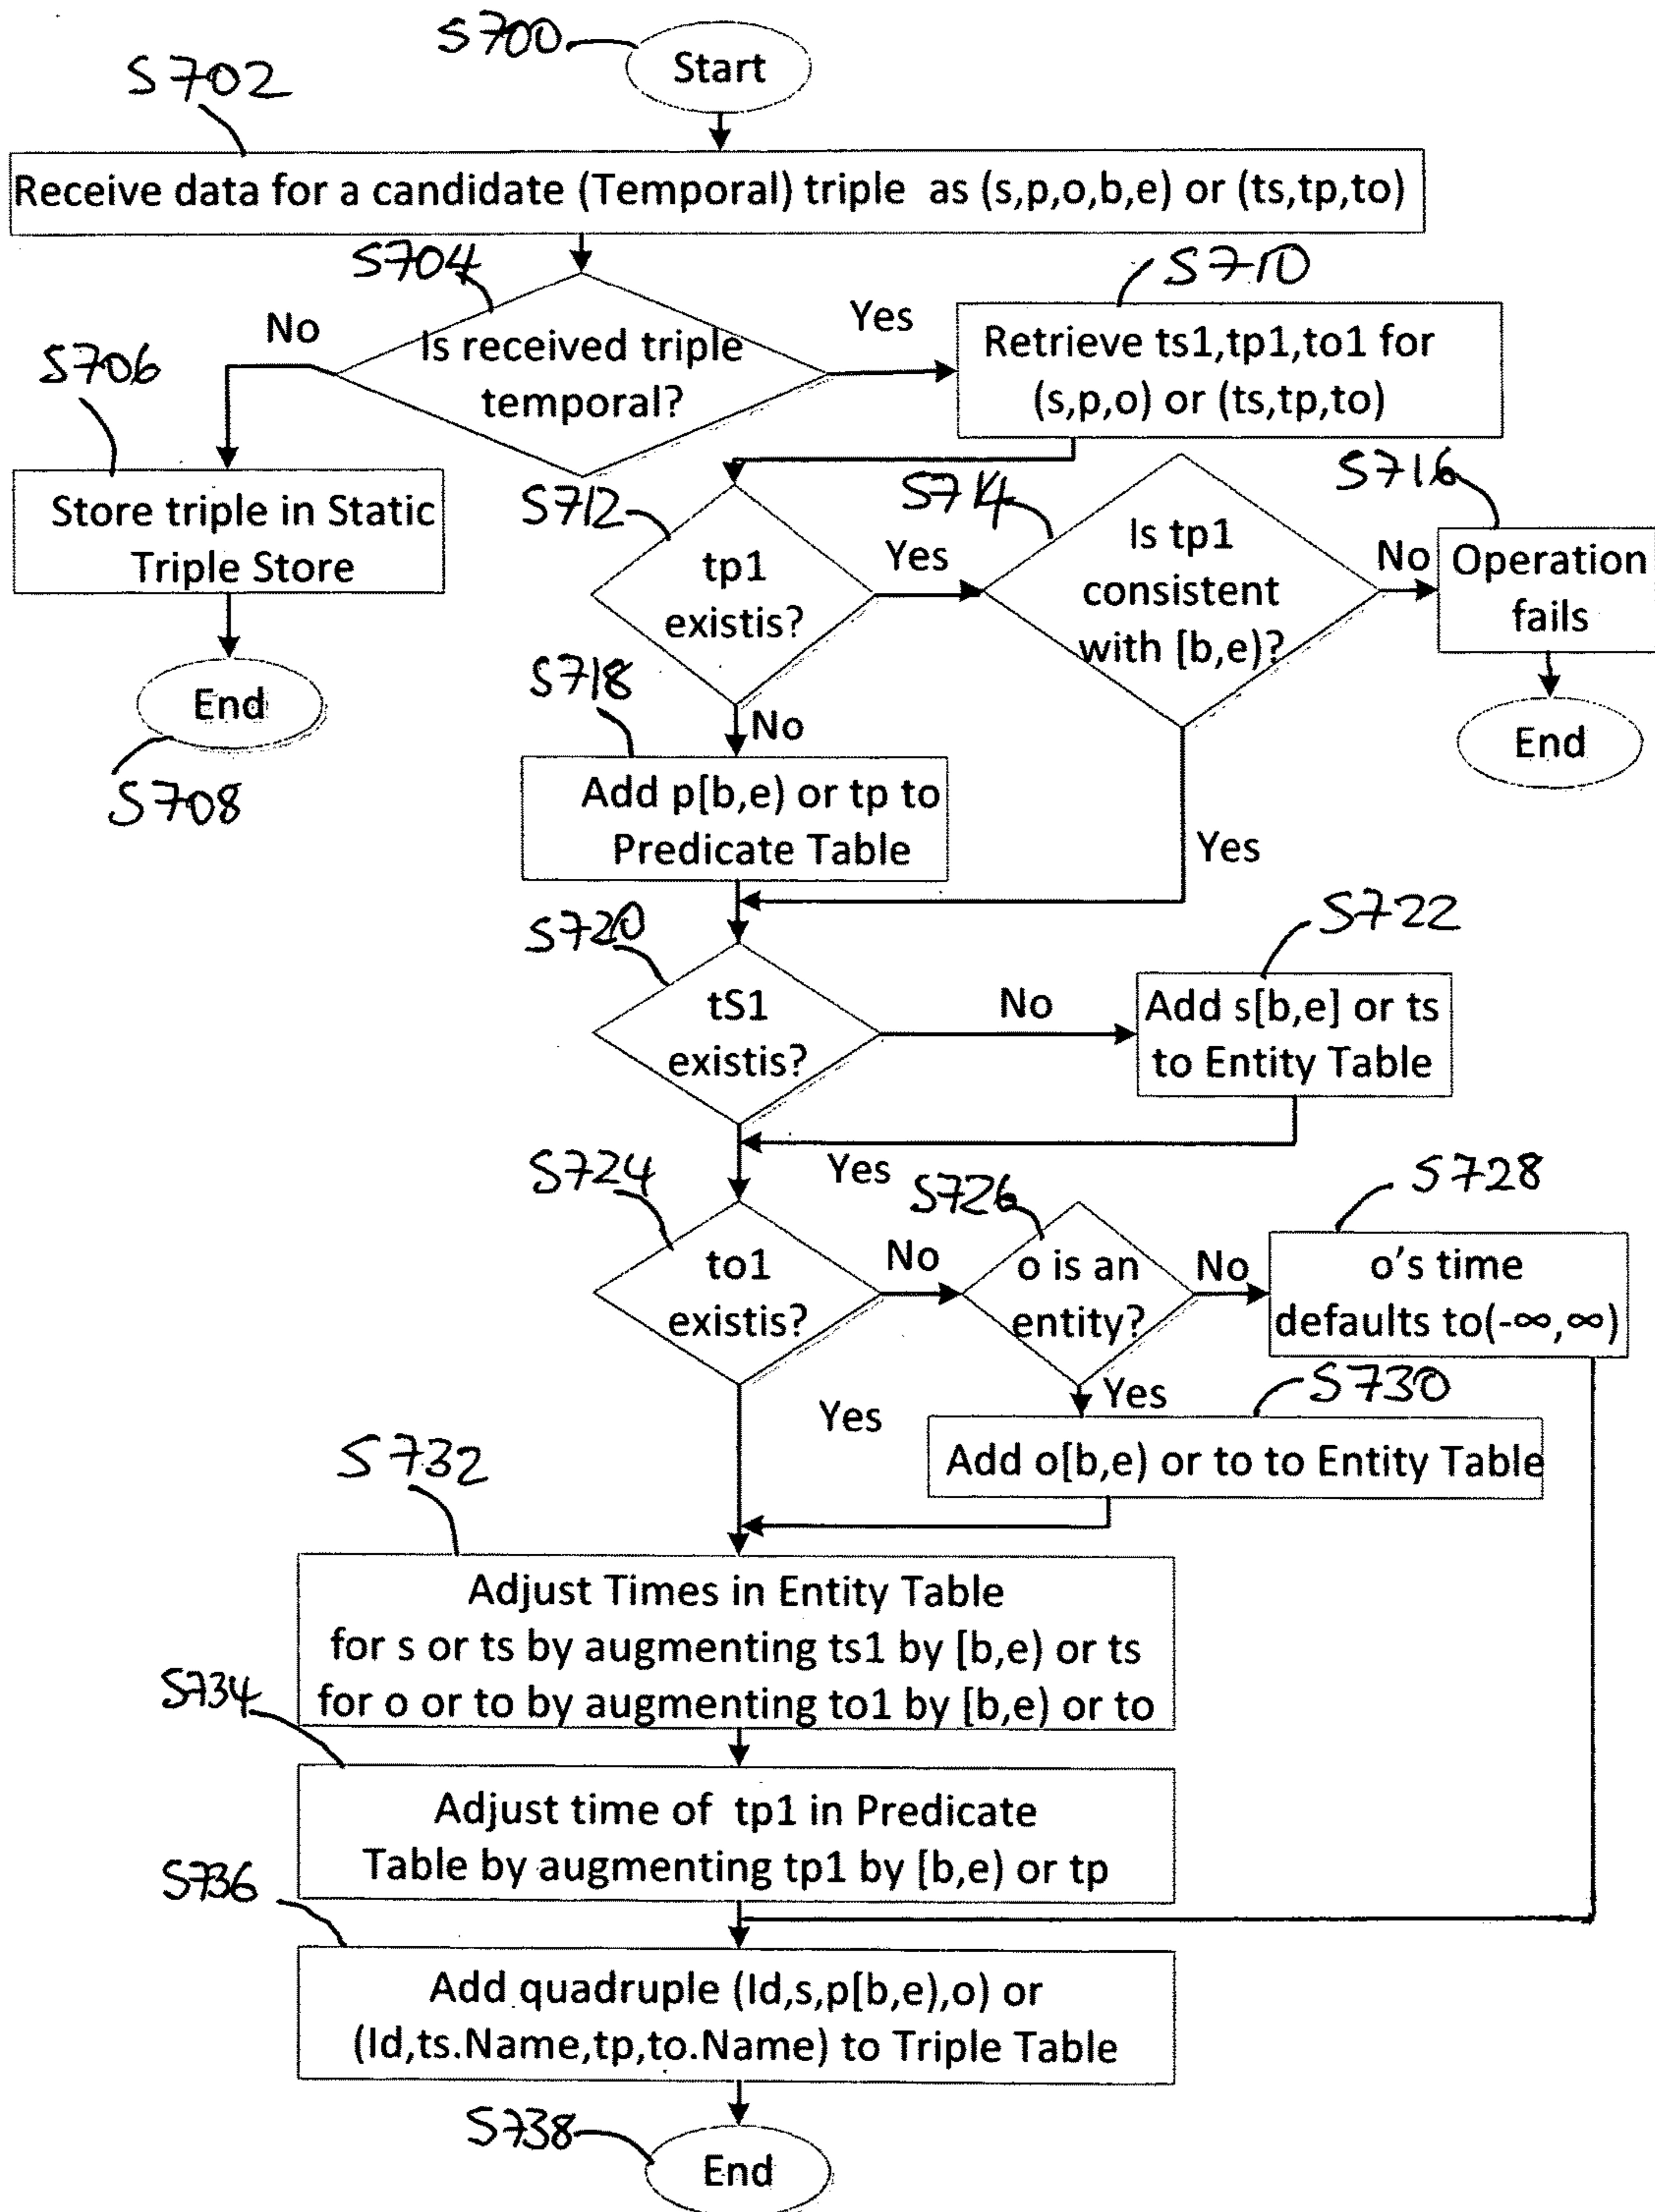 S700
Start
S702
Receive data for a candidate (Temporal) triple as (s,p,o,b,e) or (ts,tp,to)
S704
Is received triple
temporal?
No
Yes
S706
Store triple in Static
Triple Store
End
S708
S710
Retrieve ts1,tp1,to1 for
(s,p,o) or (ts,tp,to)
S712
tp1
existis?
Yes
S714
Is tp1
consistent
with [b,e)?
No
S716
Operation
fails
End
No
S718
Add p[b,e) or tp to
Predicate Table
Yes
S720
tS1
existis?
No
S722
Add s[b,e] or ts
to Entity Table
Yes
S724
to1
existis?
No
S726
o is an
entity?
No
S728
o's time
defaults to(-∞,∞)
Yes
S730
Add o[b,e) or to to Entity Table
Yes
S732
Adjust Times in Entity Table
for s or ts by augmenting ts1 by [b,e) or ts
for o or to by augmenting to1 by [b,e) or to
S734
Adjust time of tp1 in Predicate
Table by augmenting tp1 by [b,e) or tp
S736
Add quadruple (Id,s,p[b,e),o) or
(Id,ts.Name,tp,to.Name) to Triple Table
S738
End